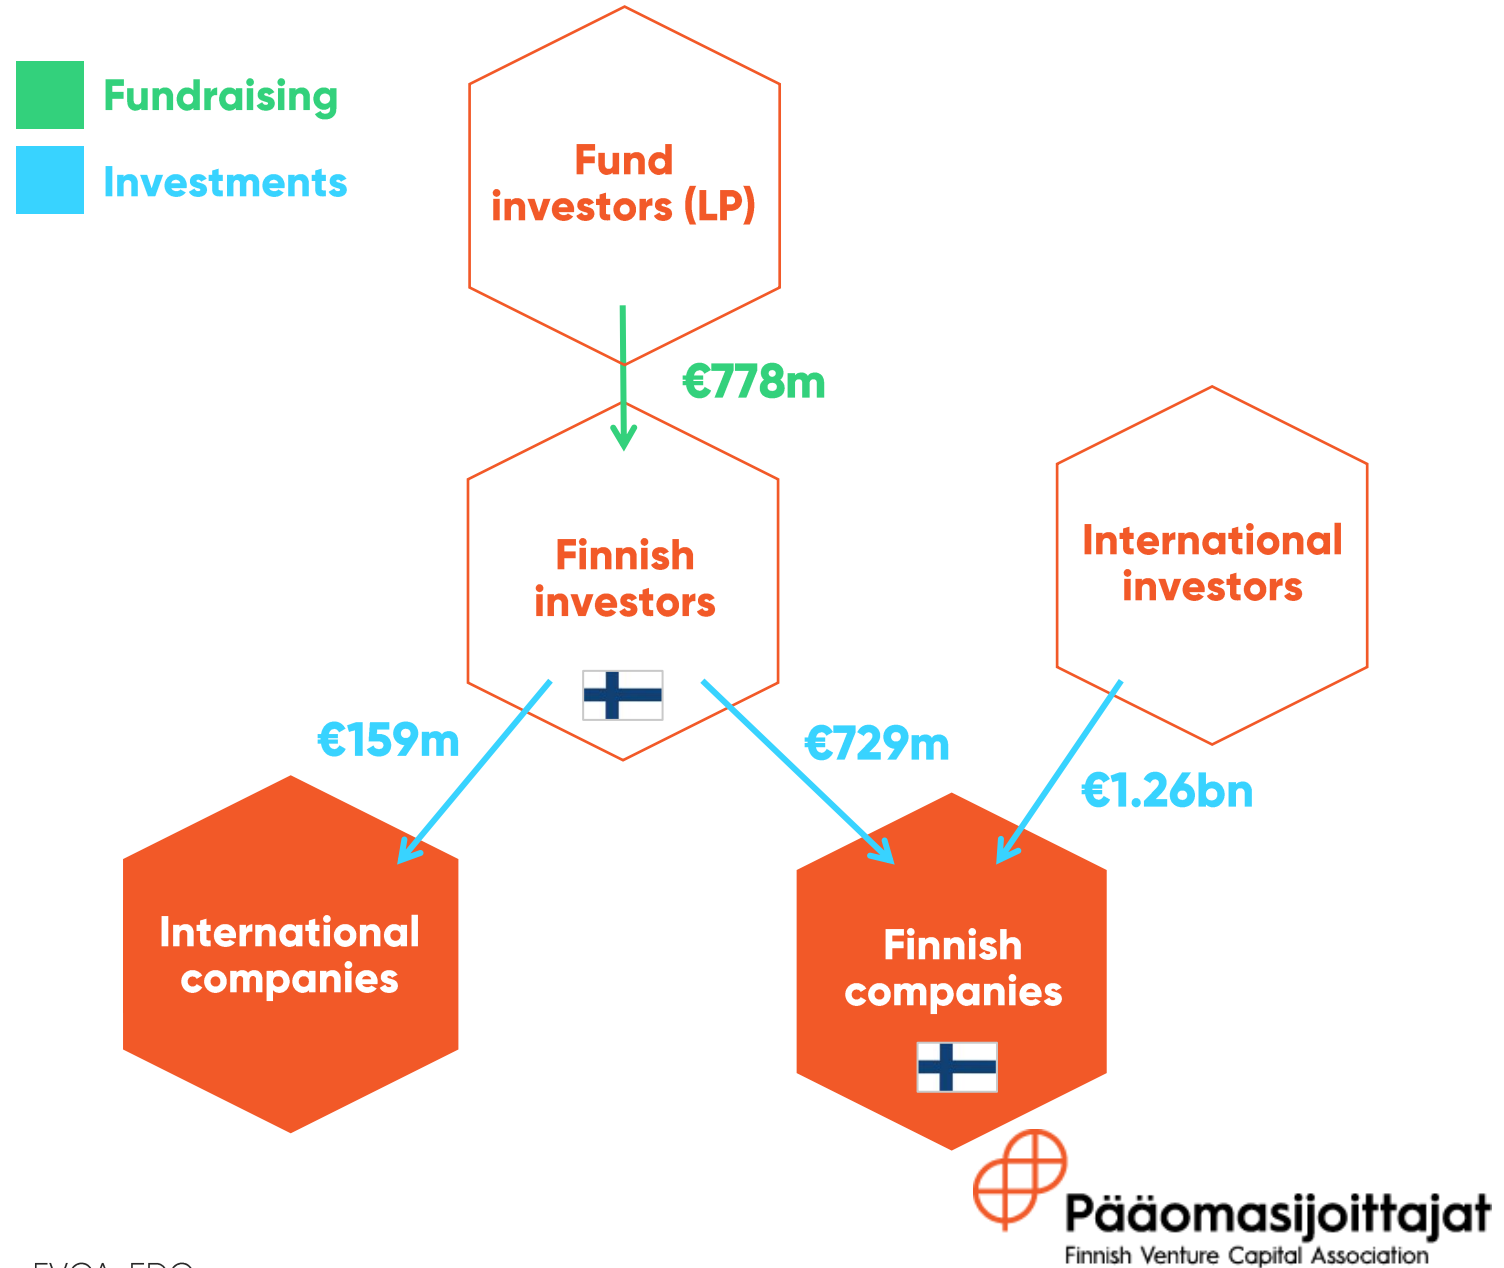 Fundraising
Investments
Fund
investors (LP)
€778m
Finnish
investors
International
investors
€159m
€729m
€1.26bn
International
companies
Finnish
companies
Pääomasijoittajat
Finnish Venture Capital Association